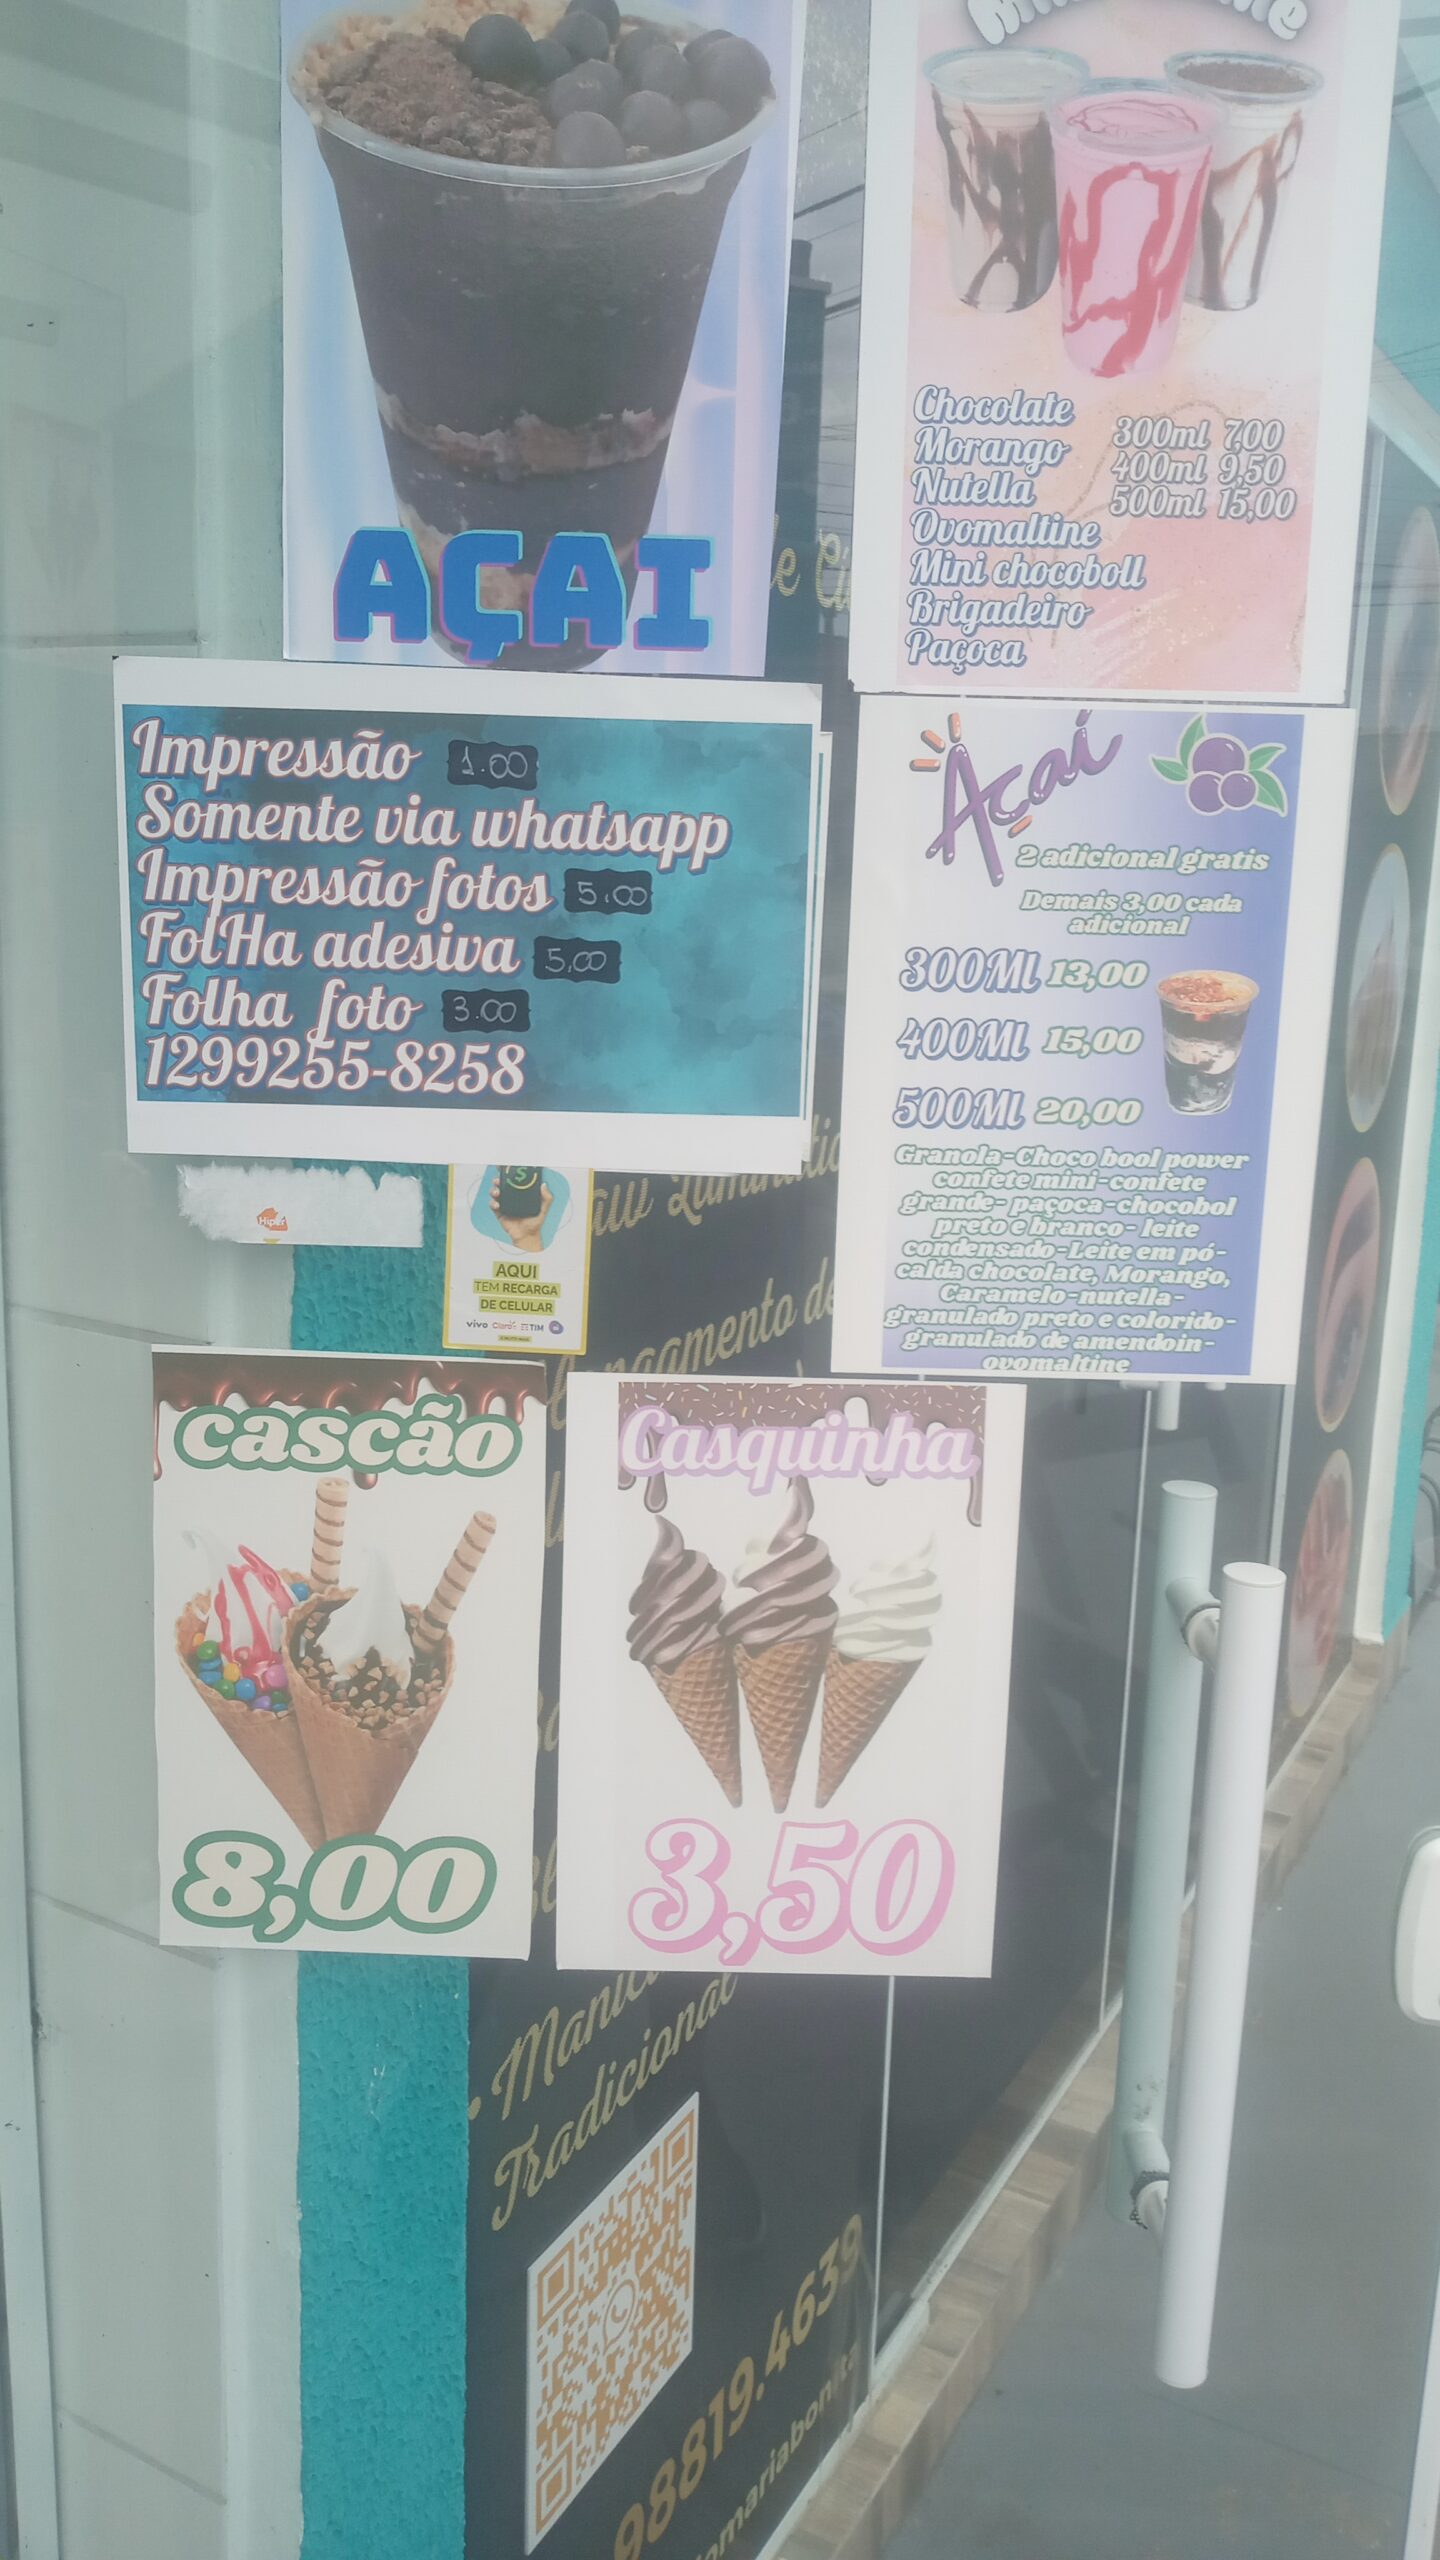 AÇAI
Chocolate
Morango
Nutella
Ovomaltine
Mini chocoboll
Brigadeiro
Paçoca
300ml 7,00
400ml 9,50
500ml 15,00
Impressão 1.00
Somente via whatsapp
Impressão fotos 5.00
FolHa adesiva 5,00
Folha foto 3.00
1299255-8258
Açaí
2 adicional gratis
Demais 3,00 cada
adicional
300Ml 13,00
400Ml 15,00
500Ml 20,00
Granola-Choco bool power
confete mini-confete
grande- paçoca-chocobol
preto e branco- leite
condensado-Leite em pó-
calda chocolate, Morango,
Caramelo-nutella-
granulado preto e colorido-
granulado de amendoin-
ovomaltine
Hiper
AQUI
TEM RECARGA
DE CELULAR
vivo Claro TIM
cascão
8,00
Casquinha
3,50
Tradicional
98819.4639